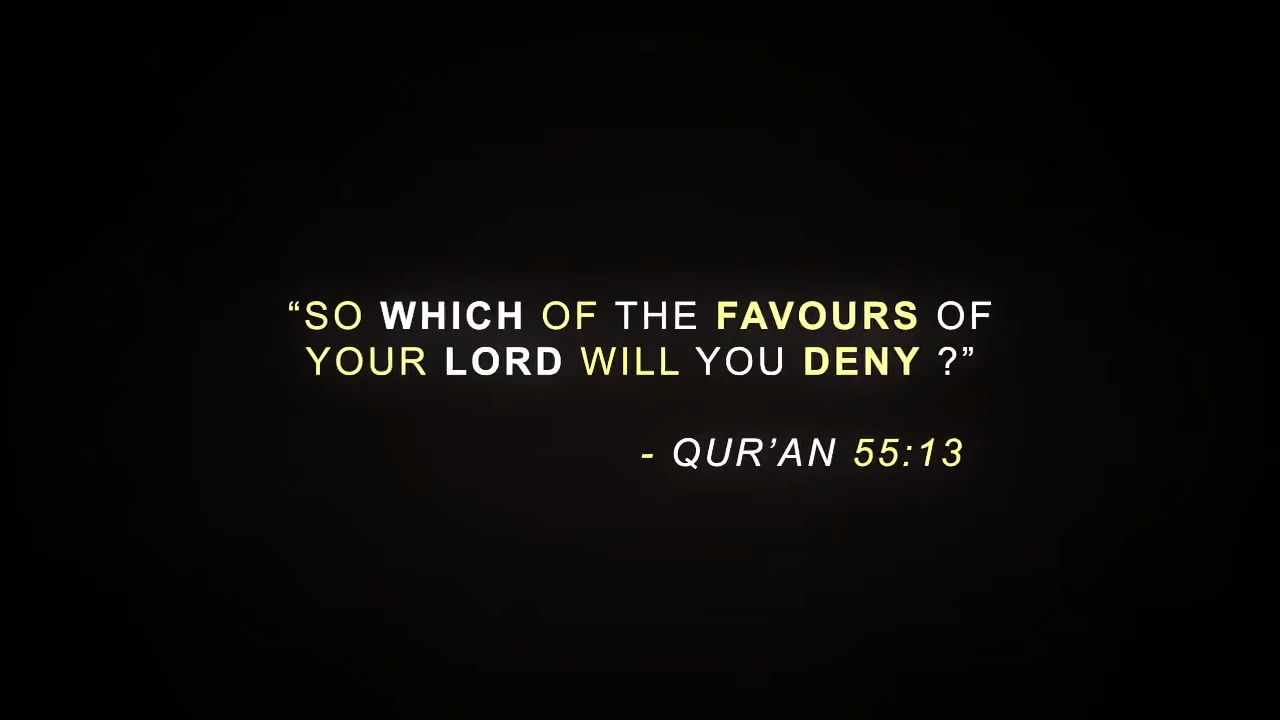 “SO WHICH OF THE FAVOURS OF
YOUR LORD WILL YOU DENY ?”
- QUR’AN 55:13